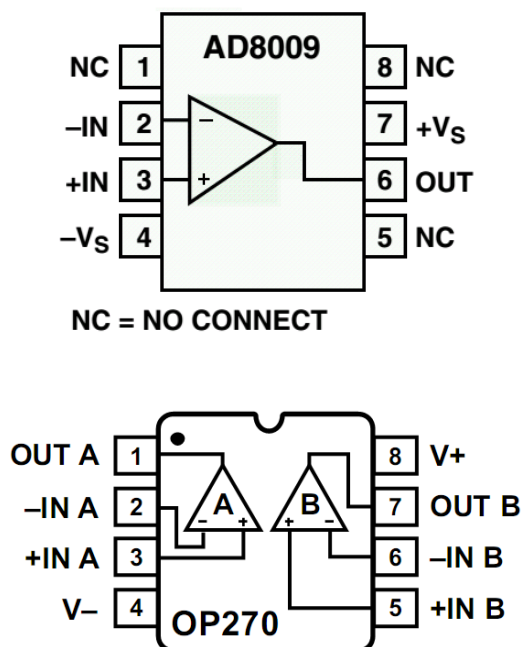 AD8009
NC 1 8 NC
–IN 2 – 7 +VS
+IN 3 + 6 OUT
–VS 4 5 NC
NC = NO CONNECT
OUT A 1 8 V+
–IN A 2 A B 7 OUT B
– + + –
+IN A 3 6 –IN B
V– 4 5 +IN B
OP270